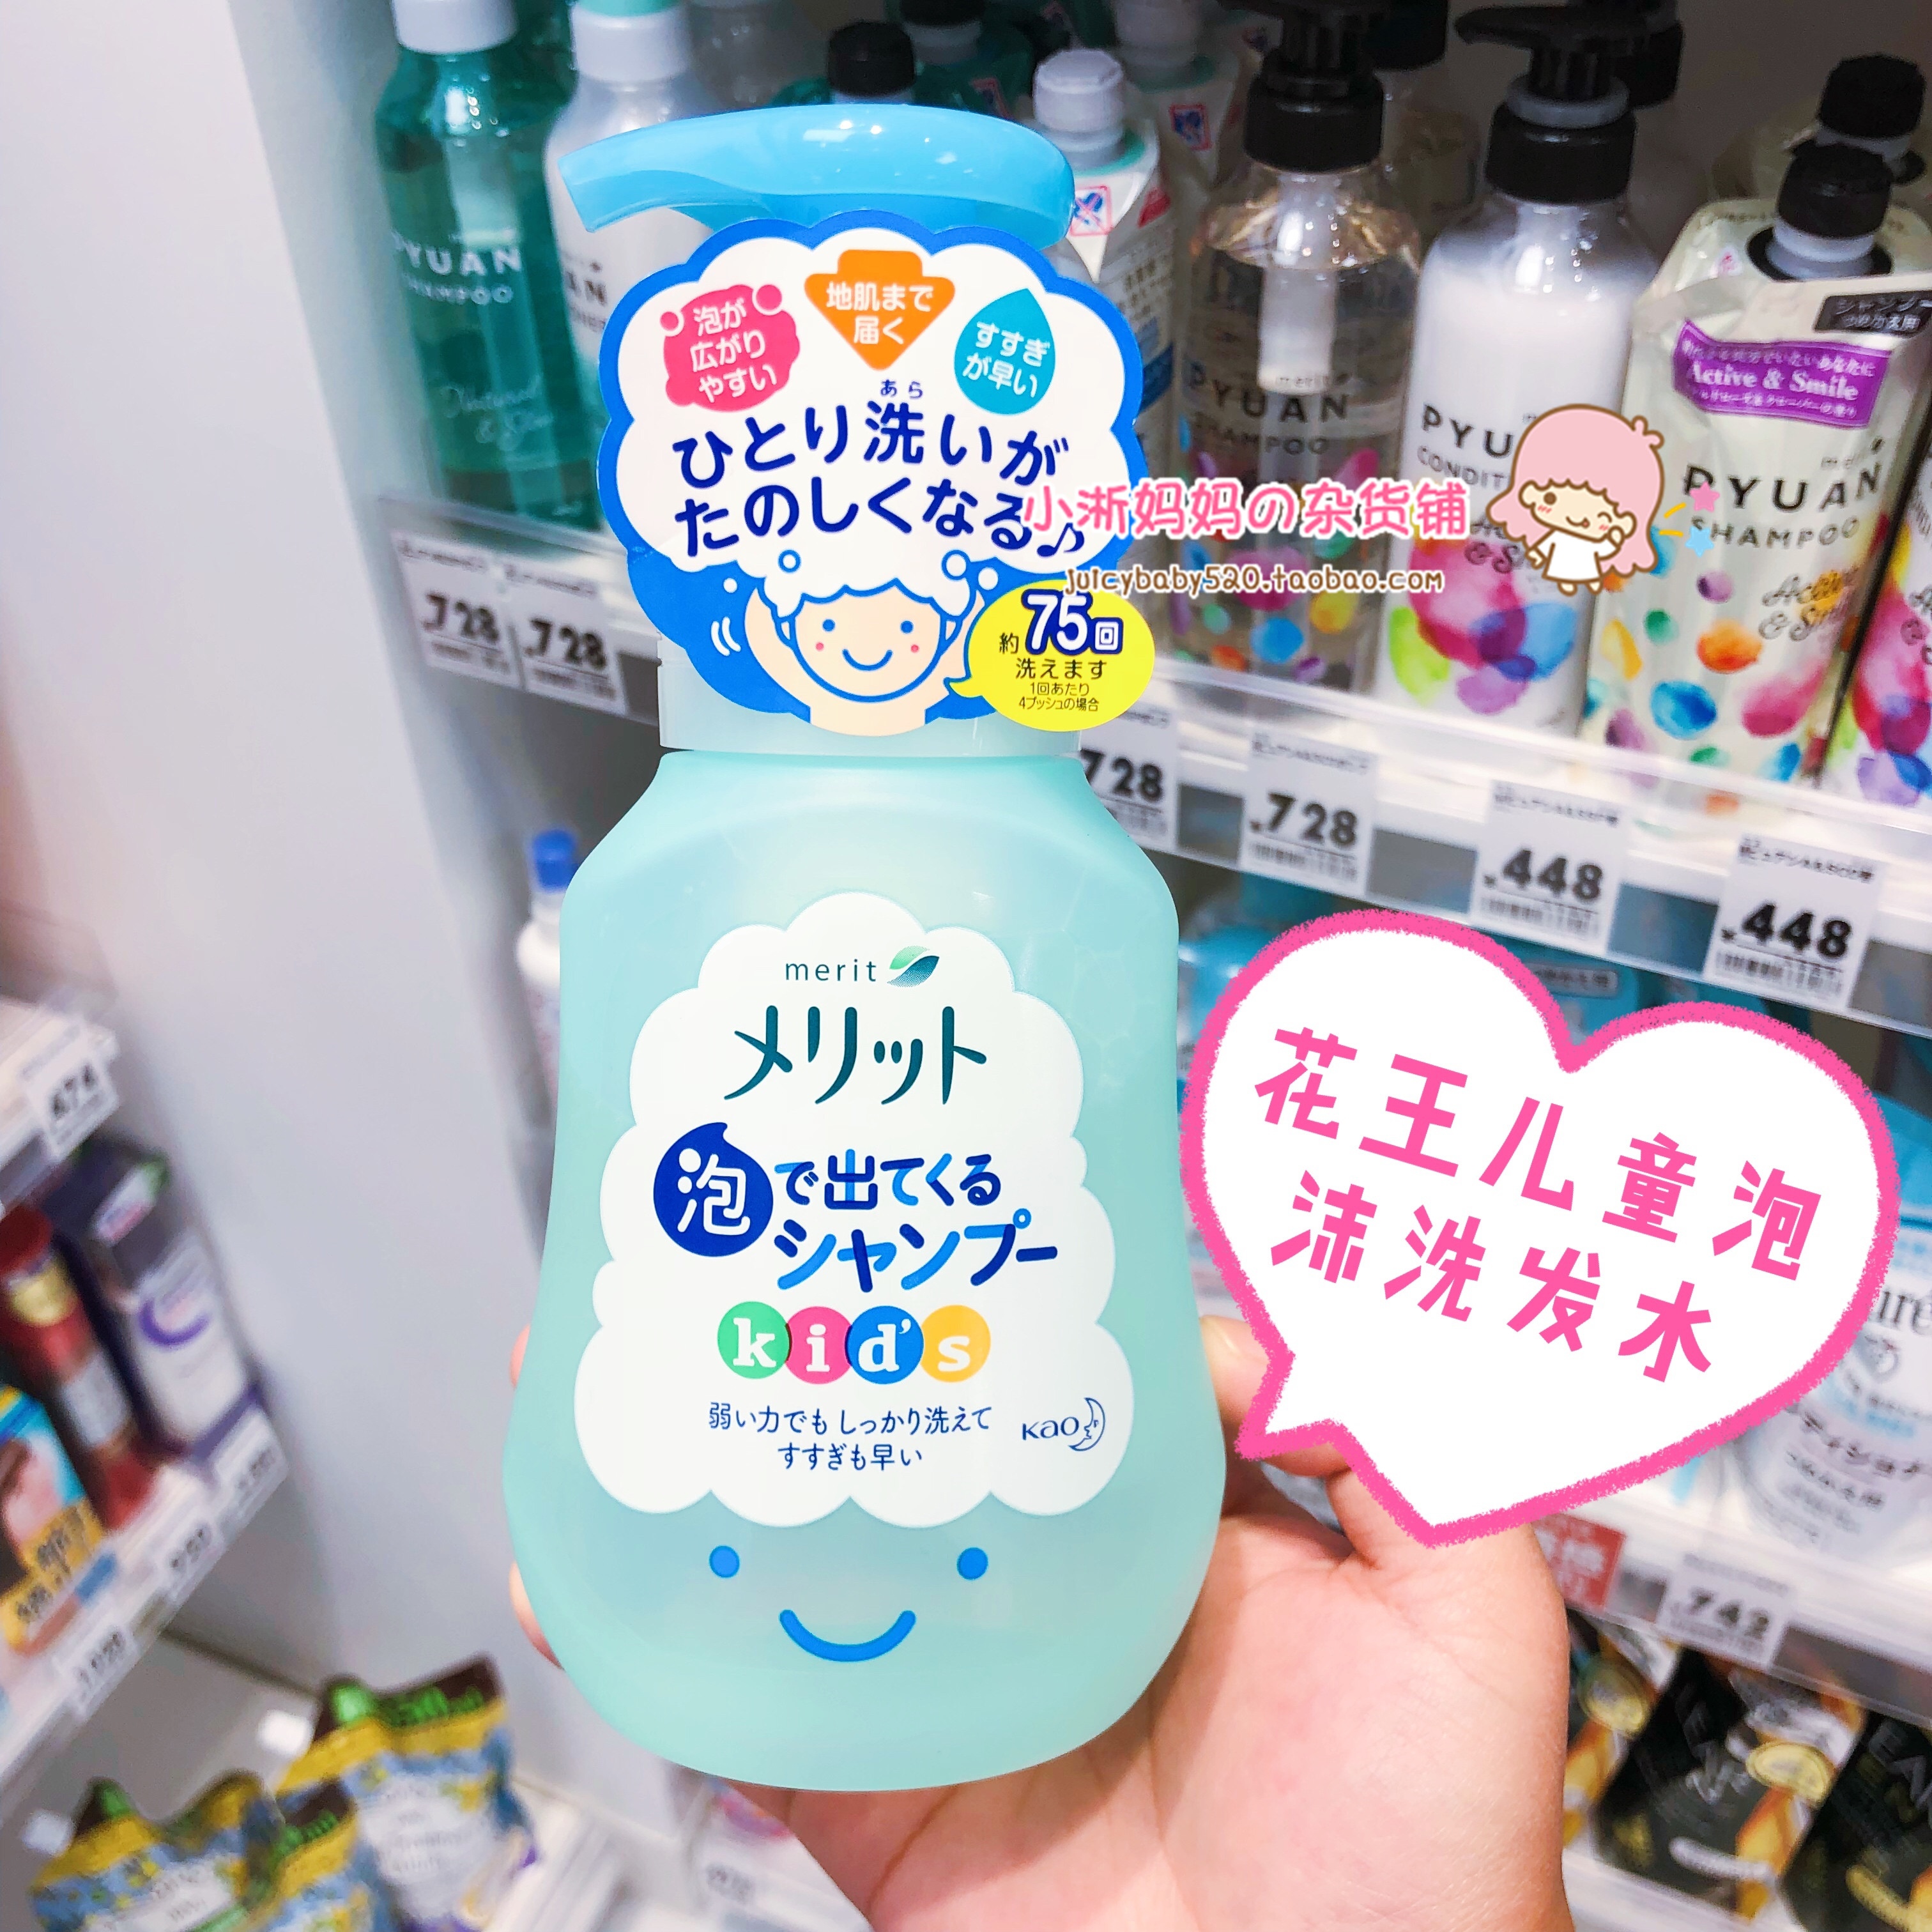 PYUAN
SHAMPOO
泡が
広がり
やすい
地肌まで
届く
すすぎ
が早い
あら
ひとり洗いが
たのしくなる♪
約75回
洗えます
1回あたり
4プッシュの場合
小淅妈妈の杂货铺
juicybaby520.taobao.com
merit
PYUAN
SHAMPOO
PYU
CONDIT
Active & Smile
PYUAN
SHAMPOO
728
728
728
728
448
448
merit
メリット
泡で出てくる
シャンプー
kid's
弱い力でも しっかり洗えて
すすぎも早い
Kao
花王儿童泡
沫洗发水
742